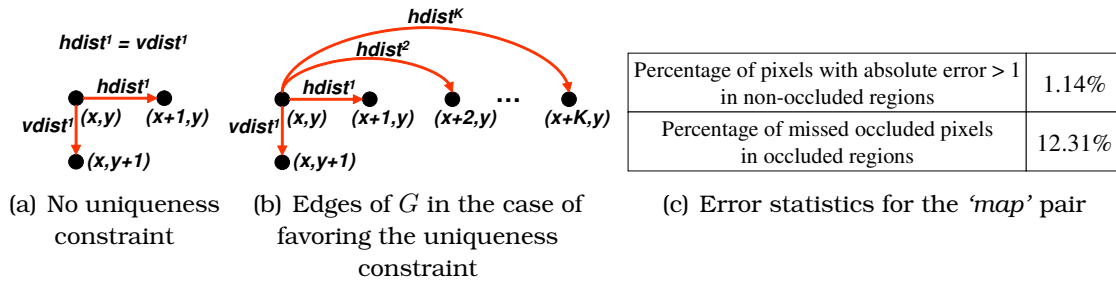 hdist¹ = vdist¹
hdist¹
vdist¹
(x,y)
(x+1,y)
(x,y+1)
(a) No uniqueness
constraint
hdistᴷ
hdist²
hdist¹
vdist¹
(x,y)
(x+1,y)
(x+2,y)
...
(x+K,y)
(x,y+1)
(b) Edges of G in the case of
favoring the uniqueness
constraint
Percentage of pixels with absolute error > 1
in non-occluded regions
1.14%
Percentage of missed occluded pixels
in occluded regions
12.31%
(c) Error statistics for the ‘map’ pair